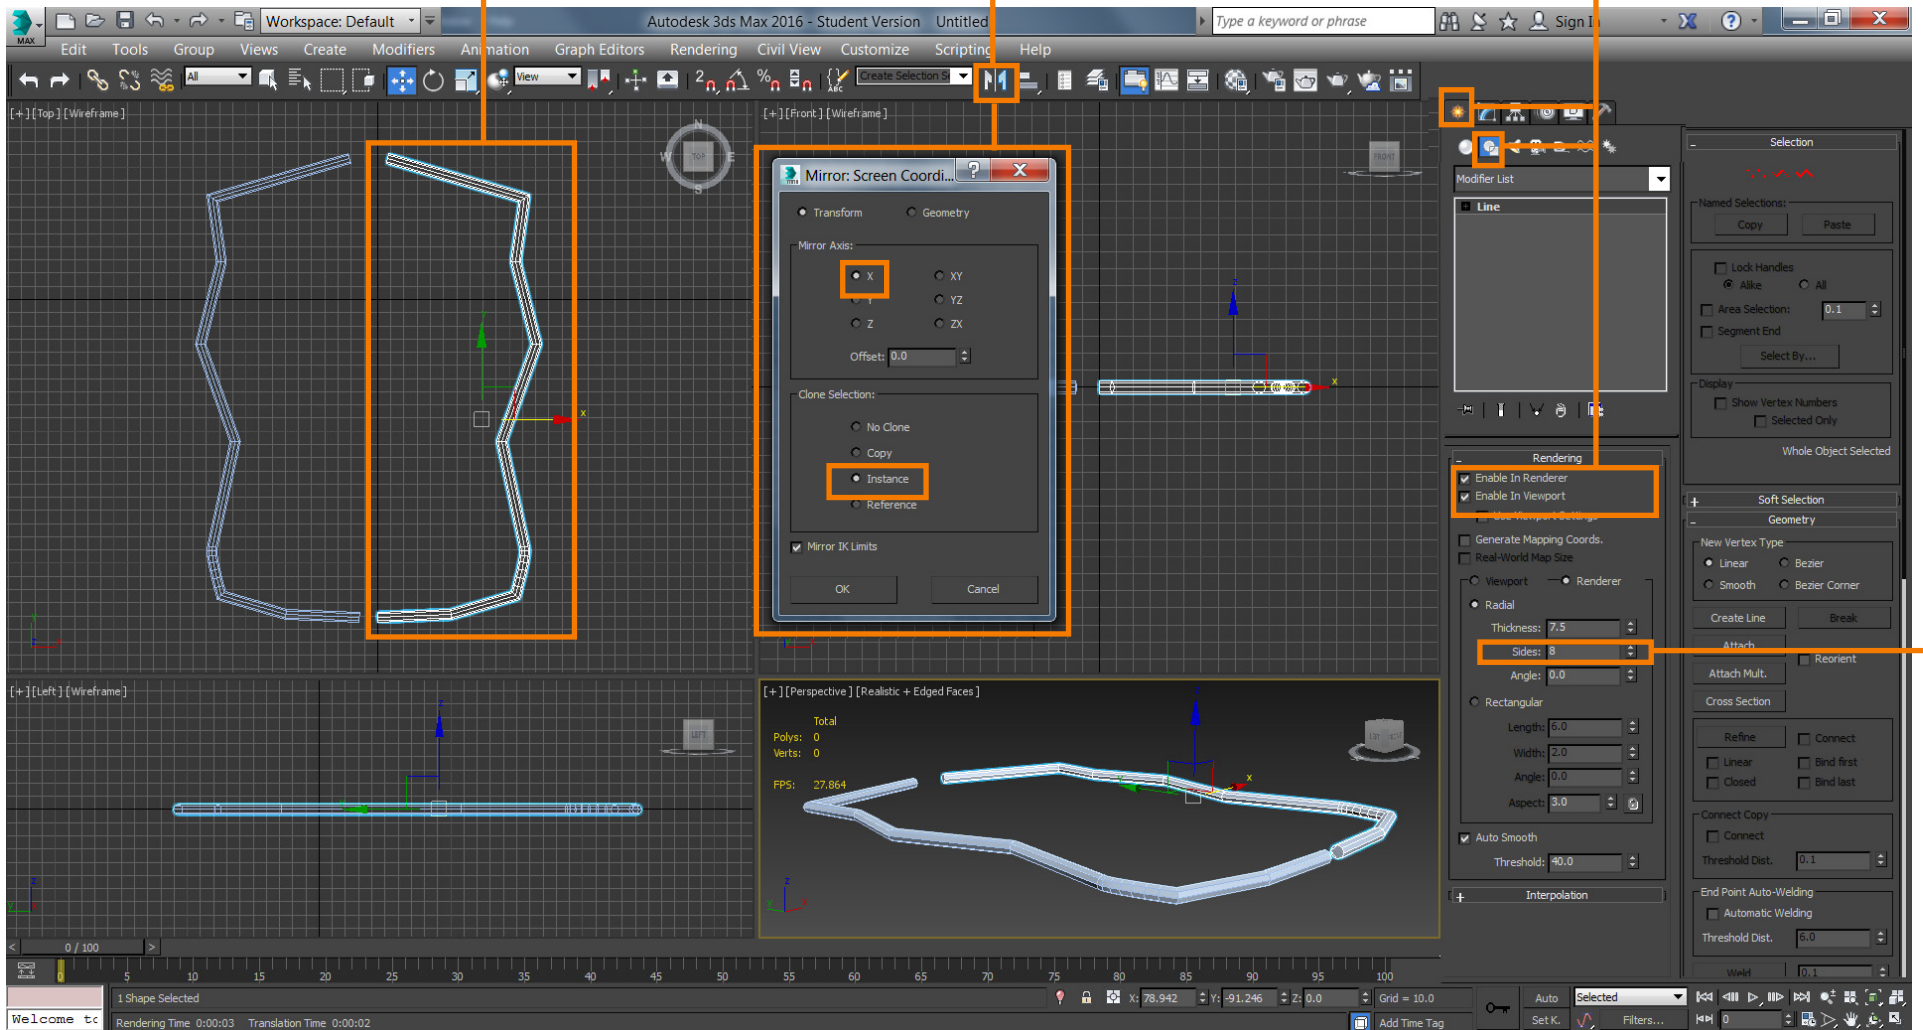 Workspace: Default
Autodesk 3ds Max 2016 - Student Version Untitled
Type a keyword or phrase
Sign In
MAX
Edit Tools Group Views Create Modifiers Animation Graph Editors Rendering Civil View Customize Scripting Help
All
View
Create Selection Se
[+][Top][Wireframe]
N
W
TOP
E
S
[+][Front][Wireframe]
FRONT
Mirror: Screen Coordi...
Transform
Geometry
Mirror Axis:
X
XY
Y
YZ
Z
ZX
Offset: 0.0
Clone Selection:
No Clone
Copy
Instance
Reference
Mirror IK Limits
OK
Cancel
[+][Left][Wireframe]
LEFT
[+][Perspective][Realistic + Edged Faces]
Total
Polys: 0
Verts: 0
FPS: 27.864
Modifier List
Line
Rendering
Enable In Renderer
Enable In Viewport
Use Viewport Settings
Generate Mapping Coords.
Real-World Map Size
Viewport
Renderer
Radial
Thickness: 7.5
Sides: 8
Angle: 0.0
Rectangular
Length: 6.0
Width: 2.0
Angle: 0.0
Aspect: 3.0
Auto Smooth
Threshold: 40.0
Interpolation
Selection
Named Selections:
Copy
Paste
Lock Handles
Alike
All
Area Selection: 0.1
Segment End
Select By...
Display
Show Vertex Numbers
Selected Only
Whole Object Selected
Soft Selection
Geometry
New Vertex Type
Linear
Bezier
Smooth
Bezier Corner
Create Line
Break
Attach
Reorient
Attach Mult.
Cross Section
Refine
Connect
Linear
Bind first
Closed
Bind last
Connect Copy
Connect
Threshold Dist. 0.1
End Point Auto-Welding
Automatic Welding
Threshold Dist. 6.0
Weld 0.1
0 / 100
0 5 10 15 20 25 30 35 40 45 50 55 60 65 70 75 80 85 90 95 100
1 Shape Selected
X: 78.942 Y: -91.246 Z: 0.0
Grid = 10.0
Auto
Selected
Welcome to
Rendering Time 0:00:03 Translation Time 0:00:02
Add Time Tag
Set K.
Filters...
0